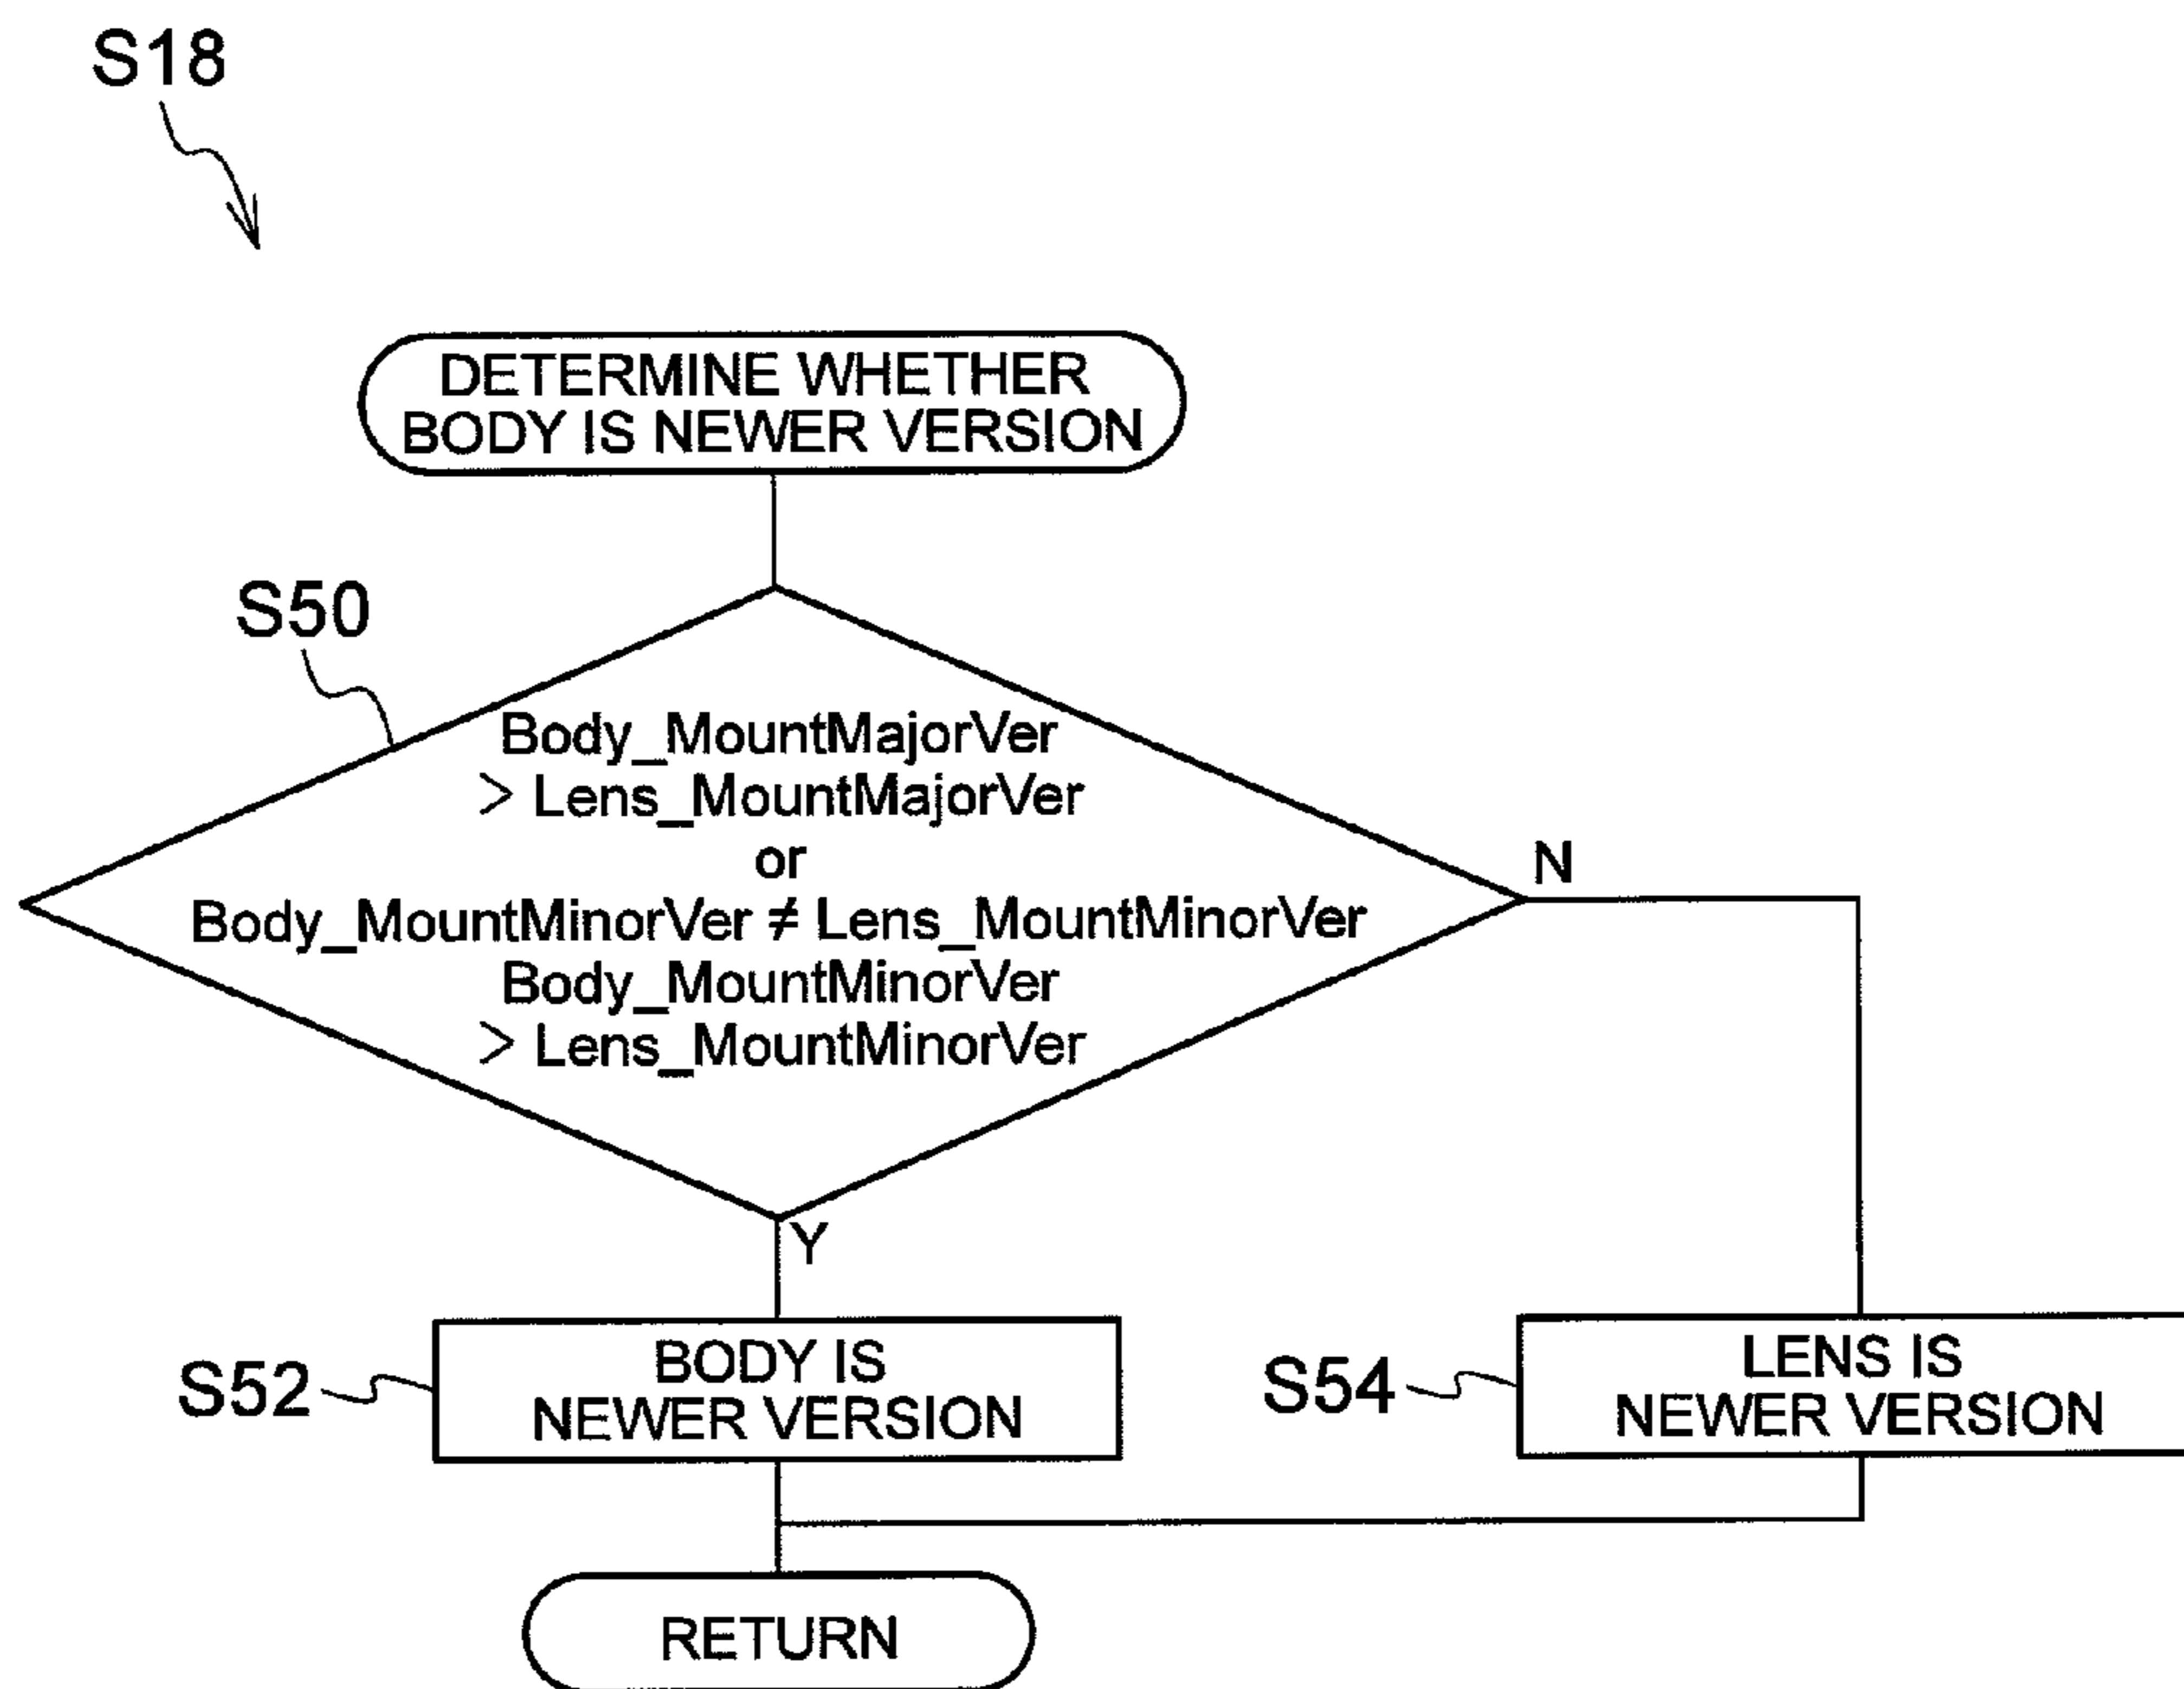 S18
DETERMINE WHETHER
BODY IS NEWER VERSION
S50
Body_MountMajorVer
> Lens_MountMajorVer
or
Body_MountMinorVer ≠ Lens_MountMinorVer
Body_MountMinorVer
> Lens_MountMinorVer
N
Y
S52
BODY IS
NEWER VERSION
S54
LENS IS
NEWER VERSION
RETURN